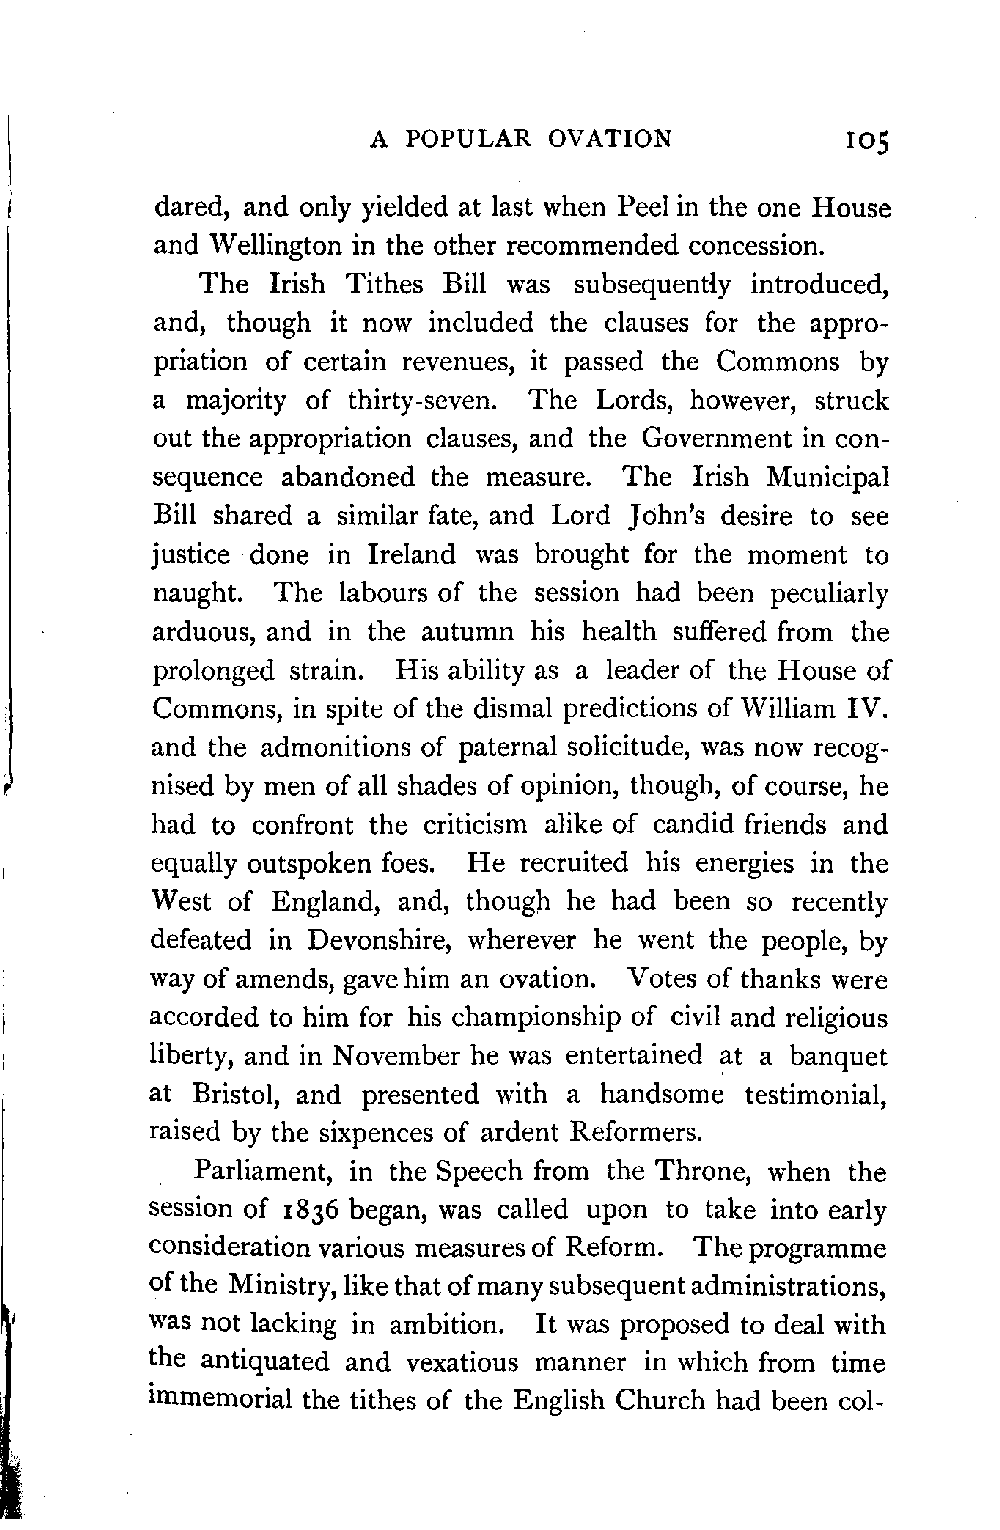 A POPULAR OVATION 105
dared, and only yielded at last when Peel in the one House
and Wellington in the other recommended concession.
The Irish Tithes Bill was subsequently introduced,
and, though it now included the clauses for the appro-
priation of certain revenues, it passed the Commons by
a majority of thirty-seven. The Lords, however, struck
out the appropriation clauses, and the Government in con-
sequence abandoned the measure. The Irish Municipal
Bill shared a similar fate, and Lord John's desire to see
justice done in Ireland was brought for the moment to
naught. The labours of the session had been peculiarly
arduous, and in the autumn his health suffered from the
prolonged strain. His ability as a leader of the House of
Commons, in spite of the dismal predictions of William IV.
and the admonitions of paternal solicitude, was now recog-
nised by men of all shades of opinion, though, of course, he
had to confront the criticism alike of candid friends and
equally outspoken foes. He recruited his energies in the
West of England, and, though he had been so recently
defeated in Devonshire, wherever he went the people, by
way of amends, gave him an ovation. Votes of thanks were
accorded to him for his championship of civil and religious
liberty, and in November he was entertained at a banquet
at Bristol, and presented with a handsome testimonial,
raised by the sixpences of ardent Reformers.
Parliament, in the Speech from the Throne, when the
session of 1836 began, was called upon to take into early
consideration various measures of Reform. The programme
of the Ministry, like that of many subsequent administrations,
was not lacking in ambition. It was proposed to deal with
the antiquated and vexatious manner in which from time
immemorial the tithes of the English Church had been col-